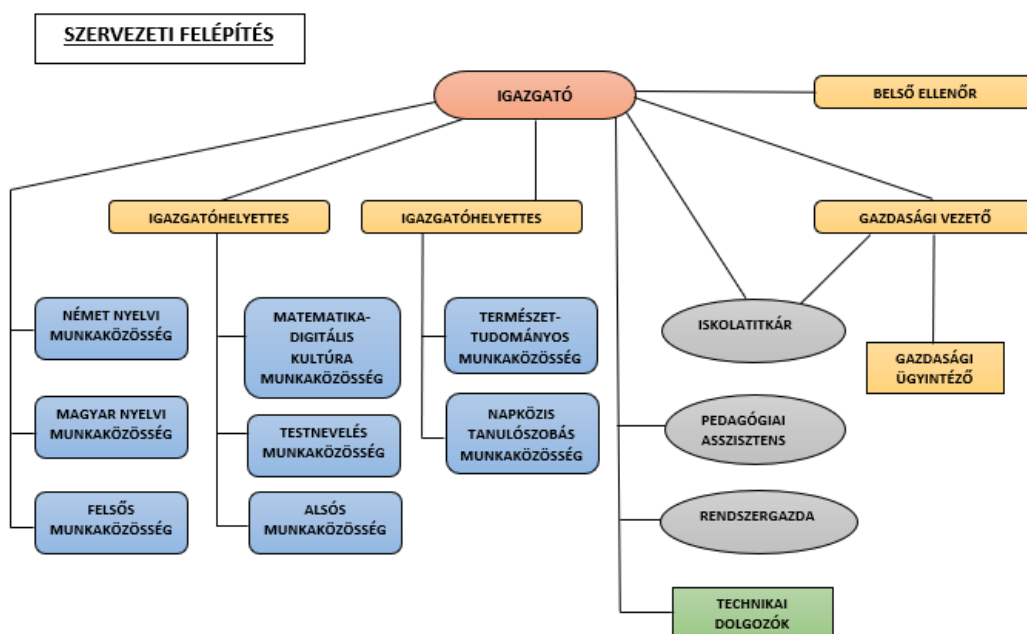 SZERVEZETI FELÉPÍTÉS
IGAZGATÓ
BELSŐ ELLENŐR
IGAZGATÓHELYETTES
IGAZGATÓHELYETTES
GAZDASÁGI VEZETŐ
NÉMET NYELVI
MUNKAKÖZÖSSÉG
MATEMATIKA-
DIGITÁLIS
KULTÚRA
MUNKAKÖZÖSSÉG
TERMÉSZET-
TUDOMÁNYOS
MUNKAKÖZÖSSÉG
ISKOLATITKÁR
GAZDASÁGI
ÜGYINTÉZŐ
MAGYAR NYELVI
MUNKAKÖZÖSSÉG
TESTNEVELÉS
MUNKAKÖZÖSSÉG
NAPKÖZIS
TANULÓSZOBÁS
MUNKAKÖZÖSSÉG
PEDAGÓGIAI
ASSZISZTENS
FELSŐS
MUNKAKÖZÖSSÉG
ALSÓS
MUNKAKÖZÖSSÉG
RENDSZERGAZDA
TECHNIKAI
DOLGOZÓK